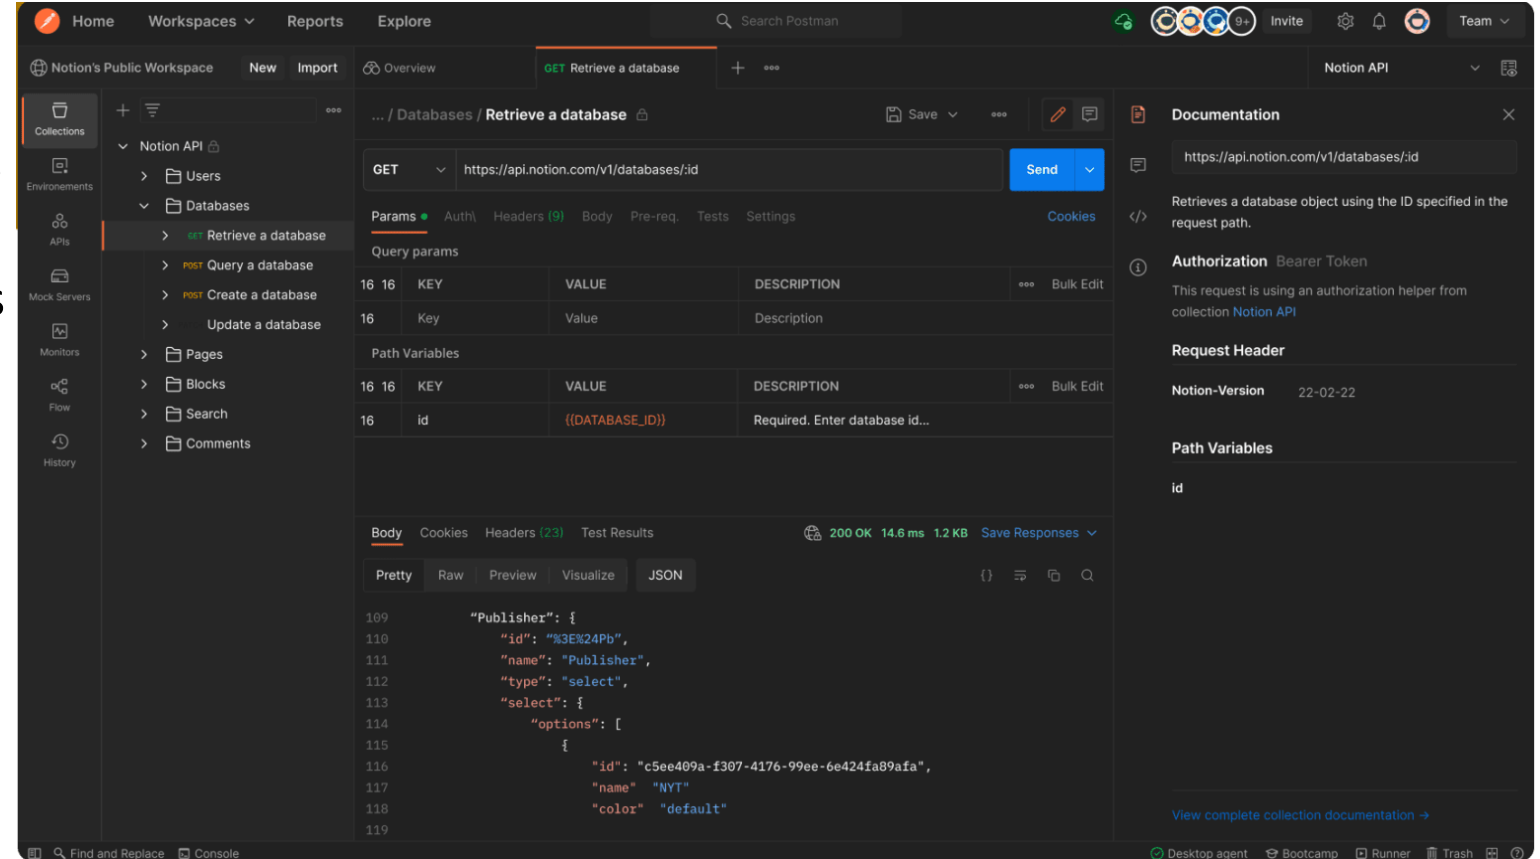 Home Workspaces Reports Explore Search Postman 9+ Invite Team
Notion's Public Workspace New Import Overview GET Retrieve a database Notion API
Collections
Environements
APIs
Mock Servers
Monitors
Flow
History
Notion API
Users
Databases
GET Retrieve a database
POST Query a database
POST Create a database
Update a database
Pages
Blocks
Search
Comments
... / Databases / Retrieve a database Save
GET https://api.notion.com/v1/databases/:id Send
Params Auth\ Headers (9) Body Pre-req. Tests Settings Cookies
Query params
16 16 KEY VALUE DESCRIPTION Bulk Edit
16 Key Value Description
Path Variables
16 16 KEY VALUE DESCRIPTION Bulk Edit
16 id {{DATABASE_ID}} Required. Enter database id...
Body Cookies Headers (23) Test Results 200 OK 14.6 ms 1.2 KB Save Responses
Pretty Raw Preview Visualize JSON {}
109 "Publisher": {
110 "id": "%3E%24Pb",
111 "name": "Publisher",
112 "type": "select",
113 "select": {
114 "options": [
115 {
116 "id": "c5ee409a-f307-4176-99ee-6e424fa89afa",
117 "name" "NYT"
118 "color" "default"
119
Documentation
https://api.notion.com/v1/databases/:id
Retrieves a database object using the ID specified in the
request path.
Authorization Bearer Token
This request is using an authorization helper from
collection Notion API
Request Header
Notion-Version 22-02-22
Path Variables
id
View complete collection documentation →
Find and Replace Console Desktop agent Bootcamp Runner Trash